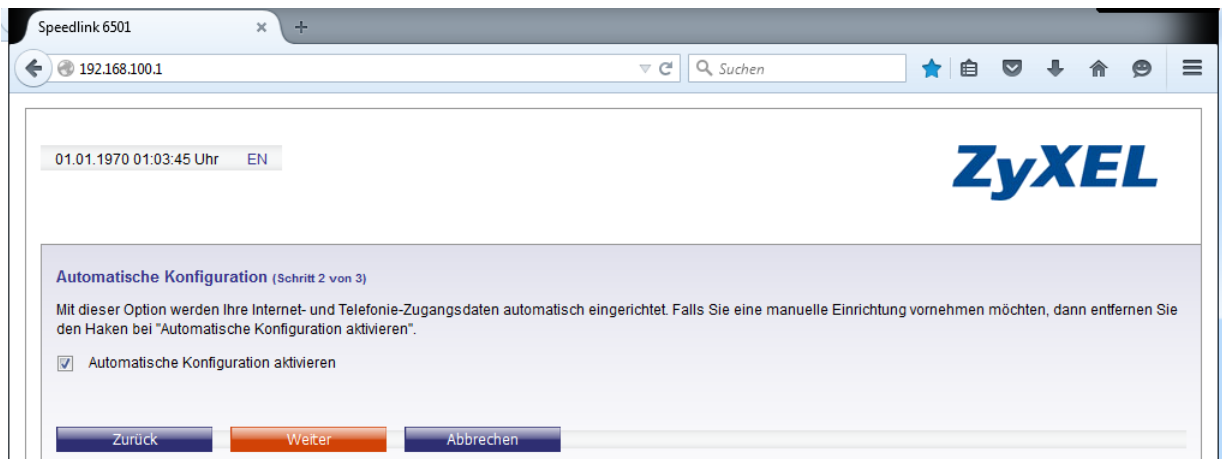 Speedlink 6501
192.168.100.1
Suchen
01.01.1970 01:03:45 Uhr EN
ZyXEL
Automatische Konfiguration (Schritt 2 von 3)
Mit dieser Option werden Ihre Internet- und Telefonie-Zugangsdaten automatisch eingerichtet. Falls Sie eine manuelle Einrichtung vornehmen möchten, dann entfernen Sie
den Haken bei "Automatische Konfiguration aktivieren".
Automatische Konfiguration aktivieren
Zurück Weiter Abbrechen